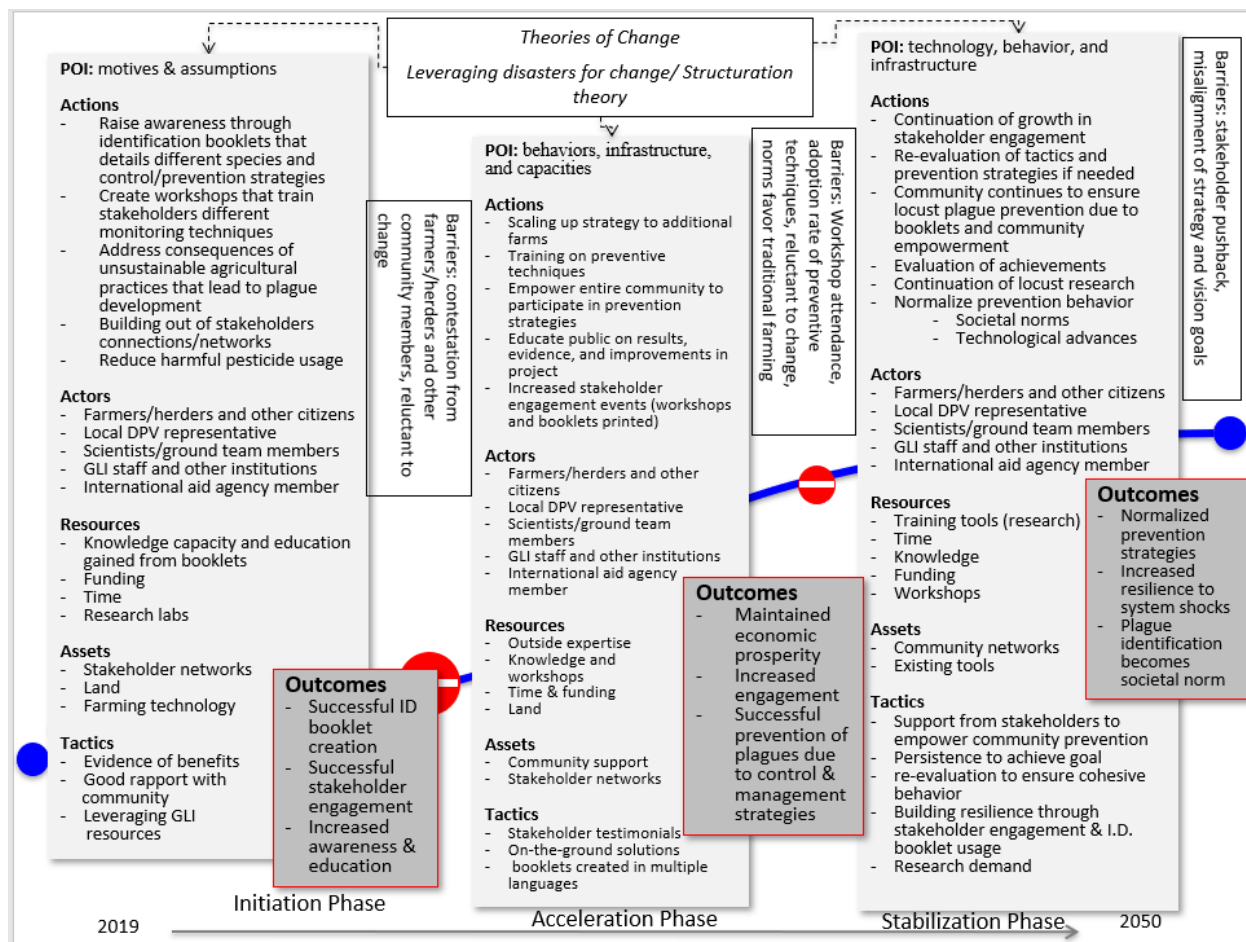 Theories of Change
Leveraging disasters for change/ Structuration
theory
POI: motives & assumptions
Actions
- Raise awareness through
identification booklets that
details different species and
control/prevention strategies
- Create workshops that train
stakeholders different
monitoring techniques
- Address consequences of
unsustainable agricultural
practices that lead to plague
development
- Building out of stakeholders
connections/networks
- Reduce harmful pesticide usage
Actors
- Farmers/herders and other citizens
- Local DPV representative
- Scientists/ground team members
- GLI staff and other institutions
- International aid agency member
Resources
- Knowledge capacity and education
gained from booklets
- Funding
- Time
- Research labs
Assets
- Stakeholder networks
- Land
- Farming technology
Tactics
- Evidence of benefits
- Good rapport with
community
- Leveraging GLI
resources
Barriers: contestation from
farmers/herders and other
community members, reluctant to
change
Outcomes
- Successful ID
booklet
creation
- Successful
stakeholder
engagement
- Increased
awareness &
education
Initiation Phase
POI: behaviors, infrastructure,
and capacities
Actions
- Scaling up strategy to additional
farms
- Training on preventive
techniques
- Empower entire community to
participate in prevention
strategies
- Educate public on results,
evidence, and improvements in
project
- Increased stakeholder
engagement events (workshops
and booklets printed)
Actors
- Farmers/herders and other
citizens
- Local DPV representative
- Scientists/ground team
members
- GLI staff and other institutions
- International aid agency
member
Resources
- Outside expertise
- Knowledge and
workshops
- Time & funding
- Land
Assets
- Community support
- Stakeholder networks
Tactics
- Stakeholder testimonials
- On-the-ground solutions
- booklets created in multiple
languages
Barriers: Workshop attendance,
adoption rate of preventive
techniques, reluctant to change,
norms favor traditional farming
Outcomes
- Maintained
economic
prosperity
- Increased
engagement
- Successful
prevention of
plagues due
to control &
management
strategies
Acceleration Phase
POI: technology, behavior, and
infrastructure
Actions
- Continuation of growth in
stakeholder engagement
- Re-evaluation of tactics and
prevention strategies if needed
- Community continues to ensure
locust plague prevention due to
booklets and community
empowerment
- Evaluation of achievements
- Continuation of locust research
- Normalize prevention behavior
- Societal norms
- Technological advances
Actors
- Farmers/herders and other citizens
- Local DPV representative
- Scientists/ground team members
- GLI staff and other institutions
- International aid agency member
Resources
- Training tools (research)
- Time
- Knowledge
- Funding
- Workshops
Assets
- Community networks
- Existing tools
Tactics
- Support from stakeholders to
empower community prevention
- Persistence to achieve goal
- re-evaluation to ensure cohesive
behavior
- Building resilience through
stakeholder engagement & I.D.
booklet usage
- Research demand
Barriers: stakeholder pushback,
misalignment of strategy and vision goals
Outcomes
- Normalized
prevention
strategies
- Increased
resilience to
system shocks
- Plague
identification
becomes
societal norm
Stabilization Phase
2019
2050